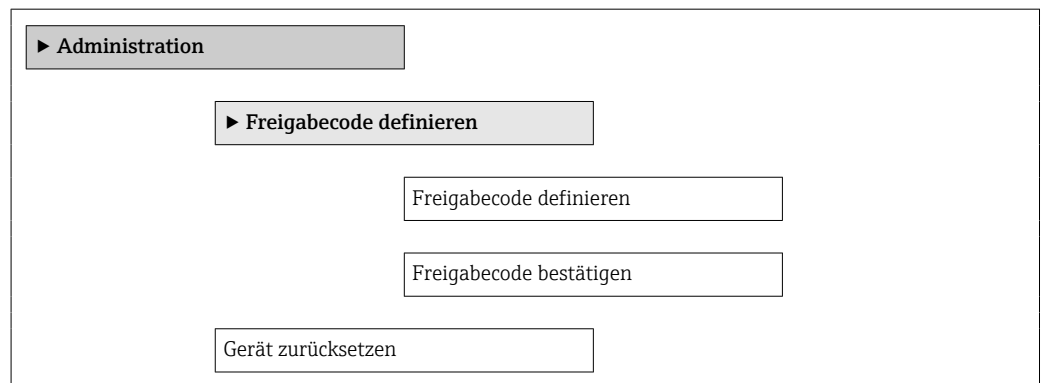 ▶ Administration
▶ Freigabecode definieren
Freigabecode definieren
Freigabecode bestätigen
Gerät zurücksetzen